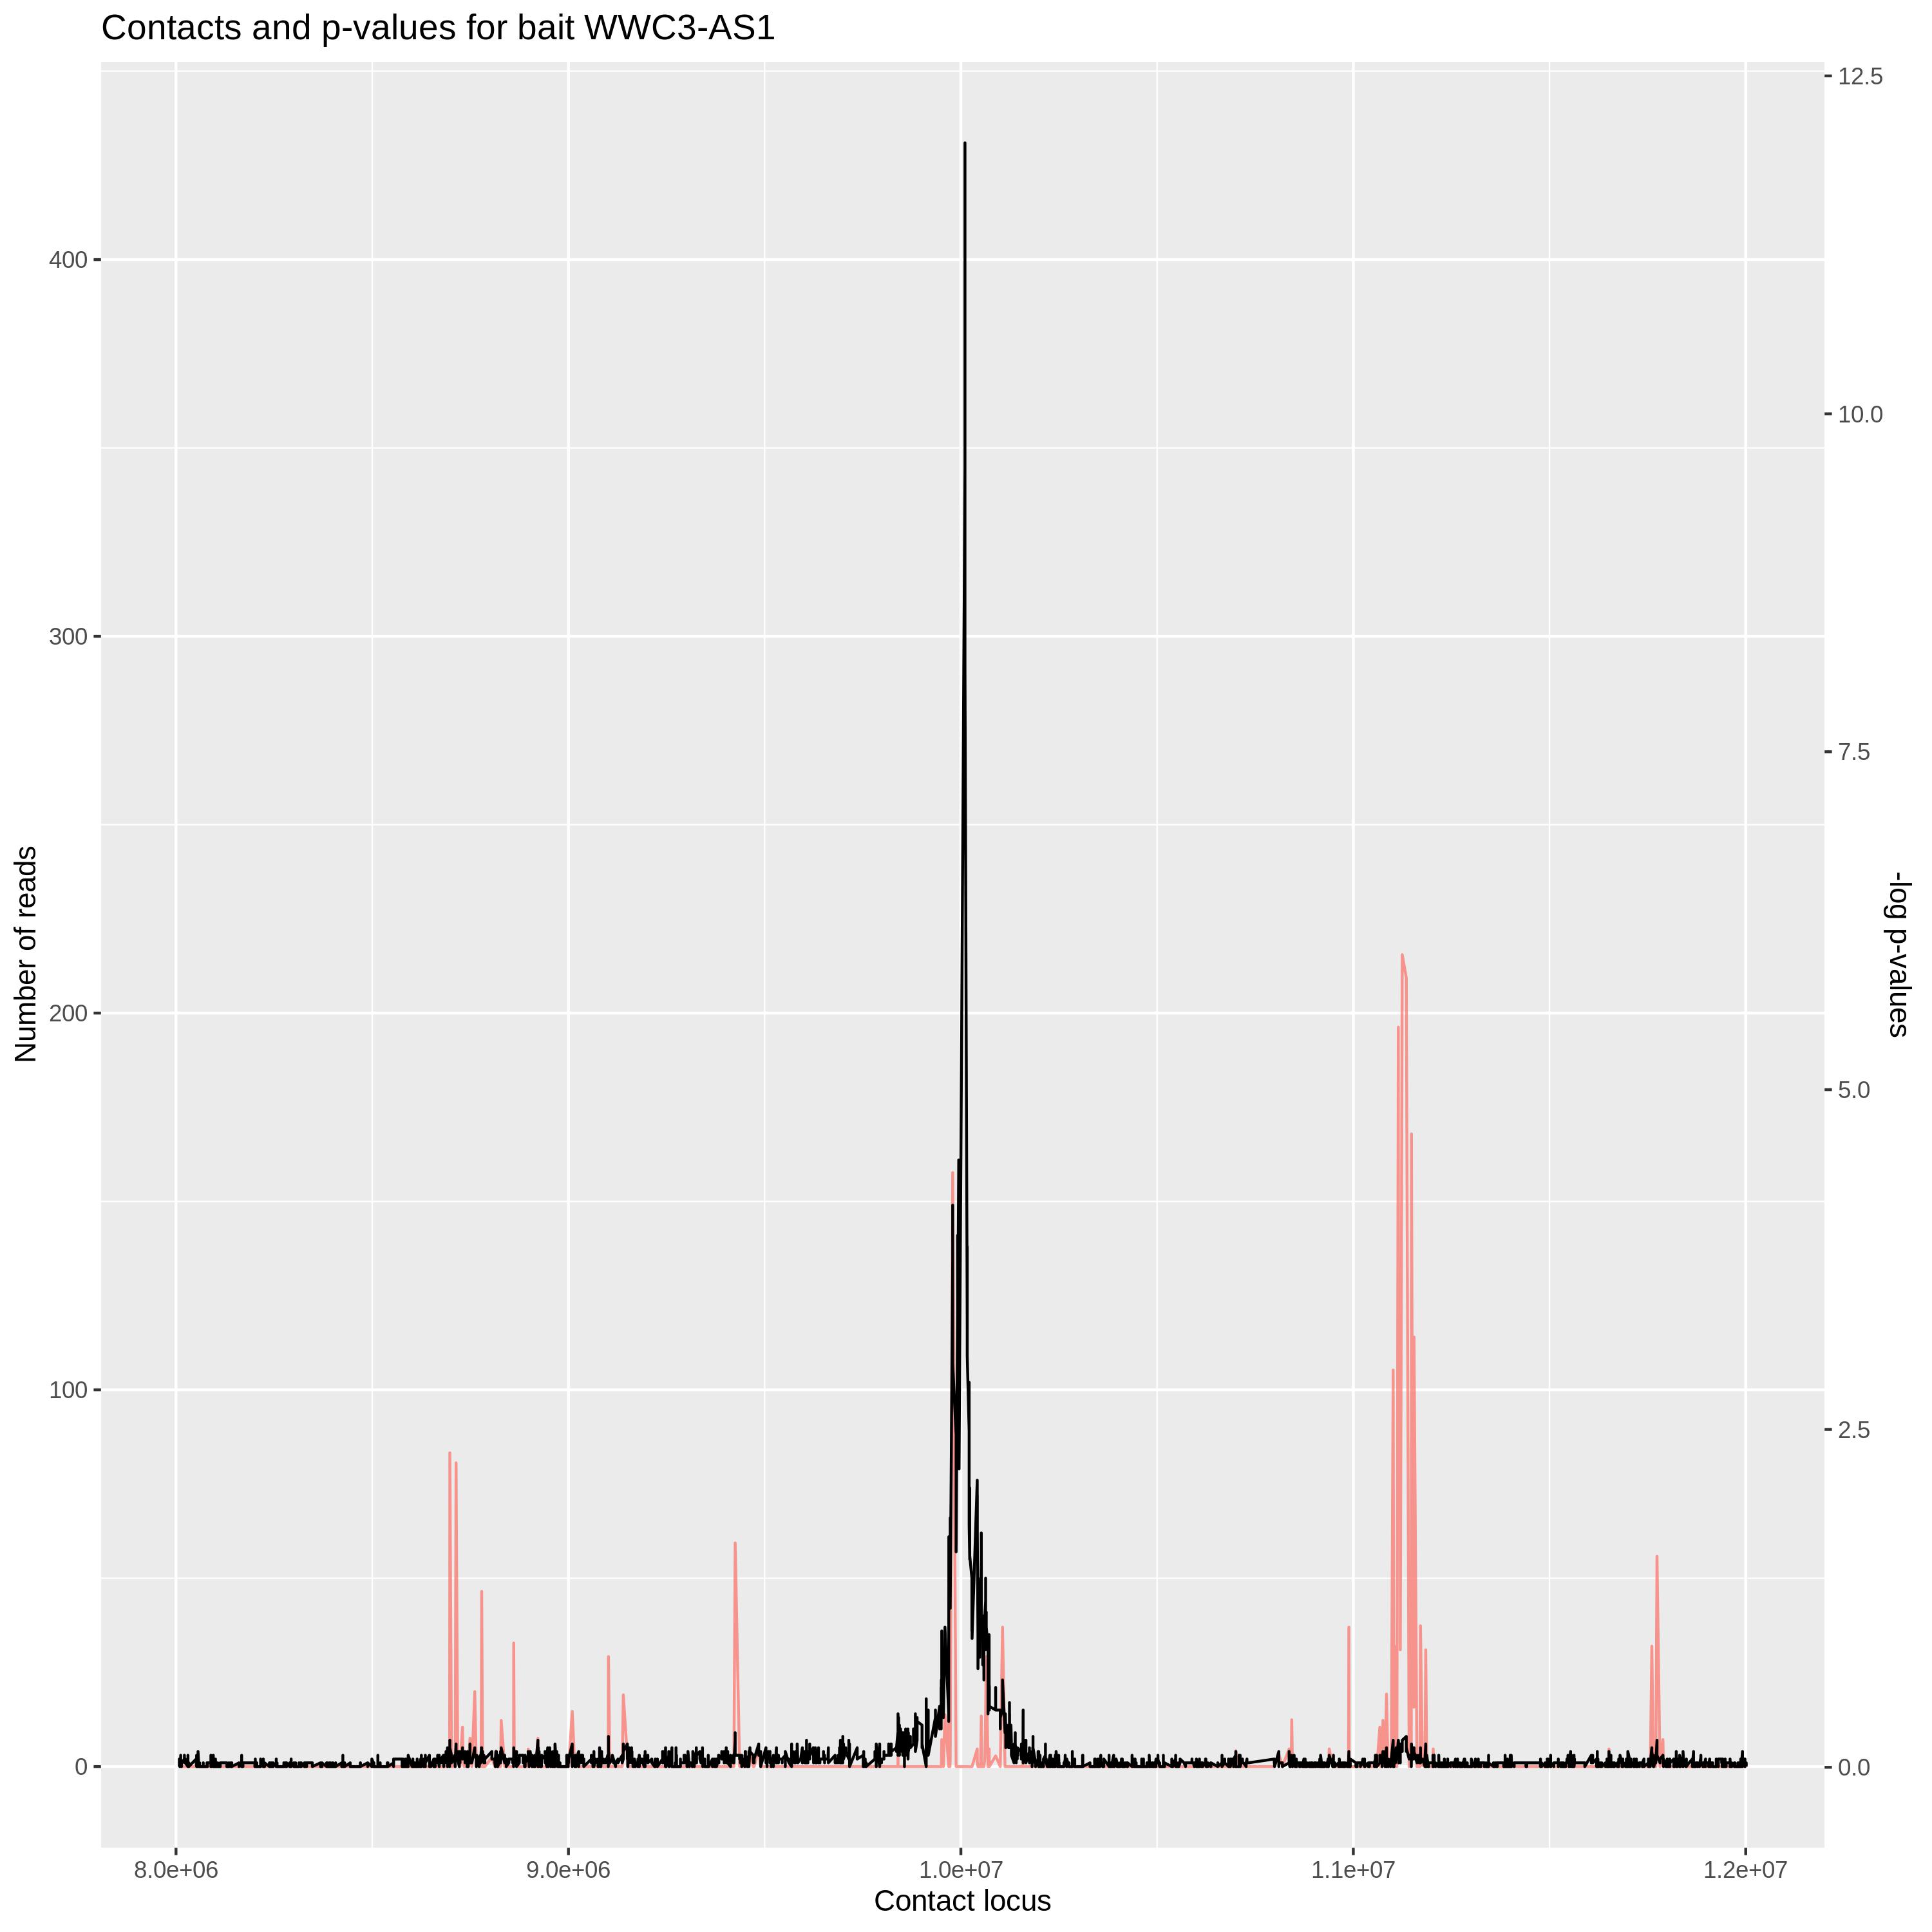 Contacts and p-values for bait WWC3-AS1
12.5
400
10.0
300
7.5
Number of reads
-log p-values
200
5.0
100
2.5
0
0.0
8.0e+06
9.0e+06
1.0e+07
1.1e+07
1.2e+07
Contact locus